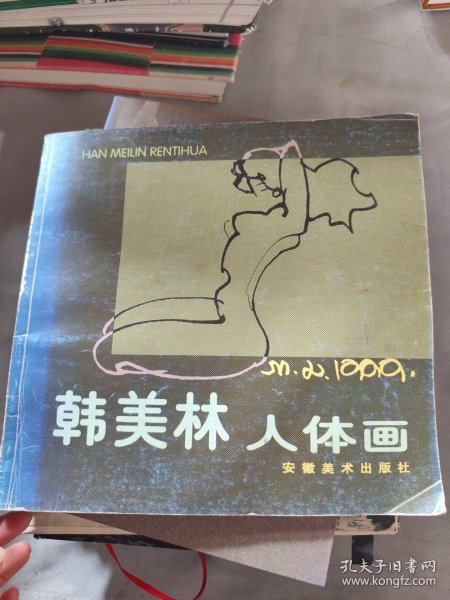 HAN MEILIN RENTIHUA
M.L.1990.
韩美林 人体画
安徽美术出版社
孔夫子旧书网
www.kongfz.com